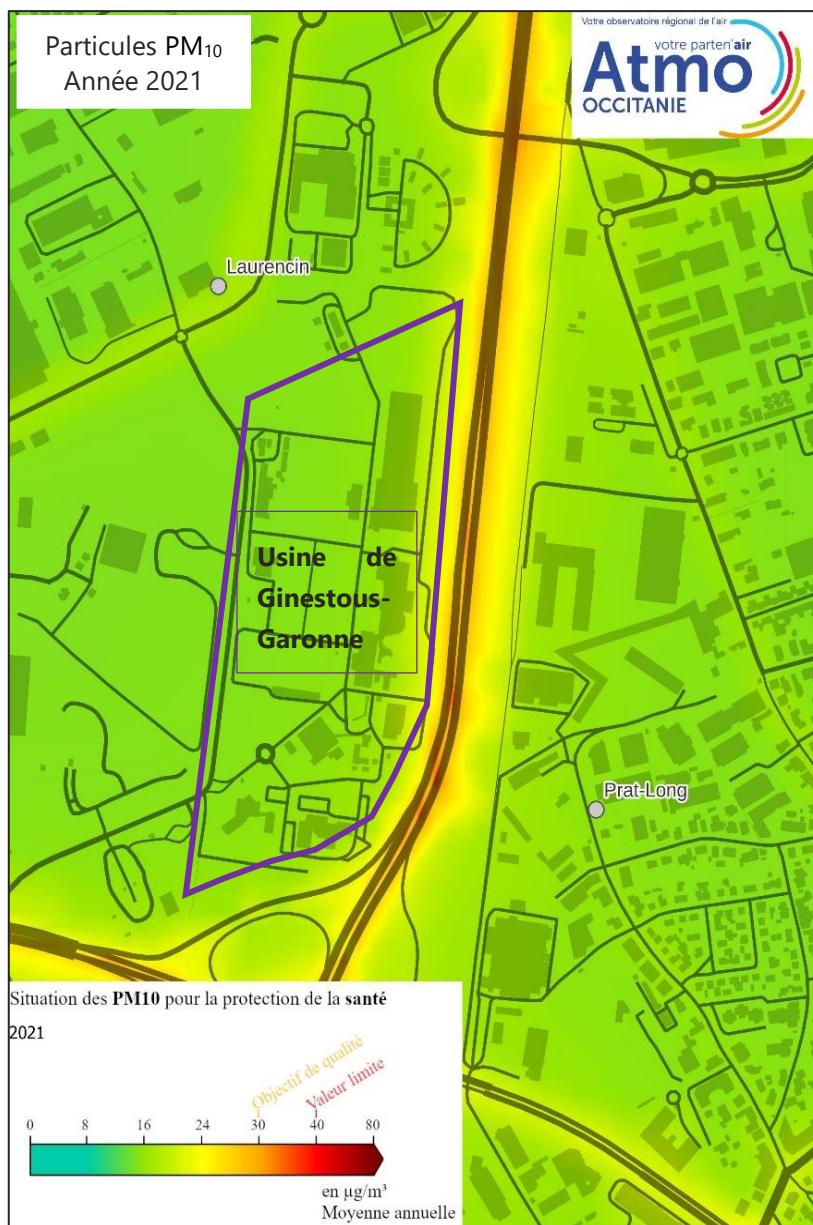 Particules PM₁₀
Année 2021
Votre observatoire régional de l'air
votre parten'air
Atmo
OCCITANIE
Laurencin
Usine de
Ginestous-
Garonne
Prat-Long
Situation des PM10 pour la protection de la santé
2021
Objectif de qualité
Valeur limite
0 8 16 24 30 40 80
en µg/m³
Moyenne annuelle